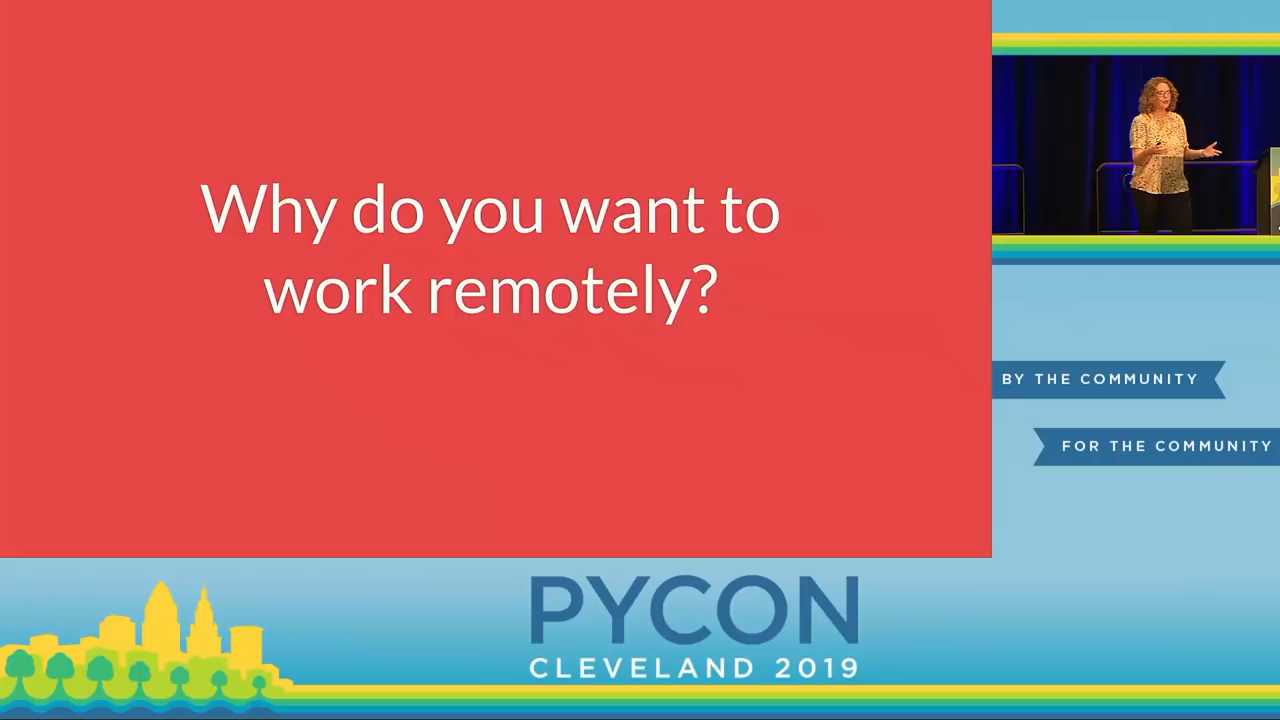 Why do you want to
work remotely?
BY THE COMMUNITY
FOR THE COMMUNITY
PYCON
CLEVELAND 2019